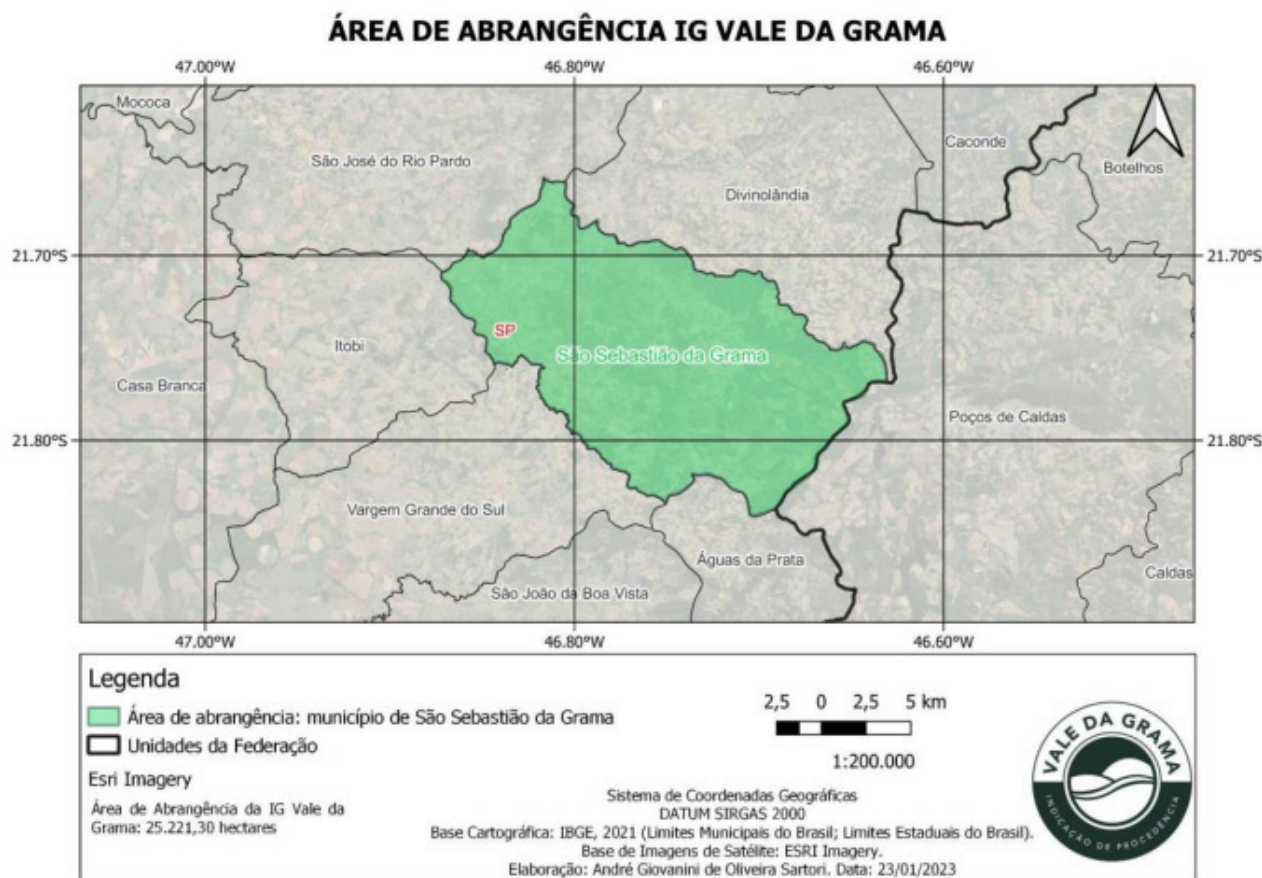 ÁREA DE ABRANGÊNCIA IG VALE DA GRAMA
47.00°W 46.80°W 46.60°W
Mococa
Caconde
São José do Rio Pardo
Botelhos
Divinolândia
21.70°S 21.70°S
SP
Itobi
São Sebastião da Grama
Casa Branca
Poços de Caldas
21.80°S 21.80°S
Vargem Grande do Sul
Águas da Prata
Caldas
São João da Boa Vista
47.00°W 46.80°W 46.60°W
Legenda
Área de abrangência: município de São Sebastião da Grama
Unidades da Federação
Esri Imagery
Área de Abrangência da IG Vale da
Grama: 25.221,30 hectares
2,5 0 2,5 5 km
1:200.000
Sistema de Coordenadas Geográficas
DATUM SIRGAS 2000
Base Cartográfica: IBGE, 2021 (Limites Municipais do Brasil; Limites Estaduais do Brasil).
Base de Imagens de Satélite: ESRI Imagery.
Elaboração: André Giovanini de Oliveira Sartori. Data: 23/01/2023
VALE DA GRAMA
INDICAÇÃO DE PROCEDÊNCIA